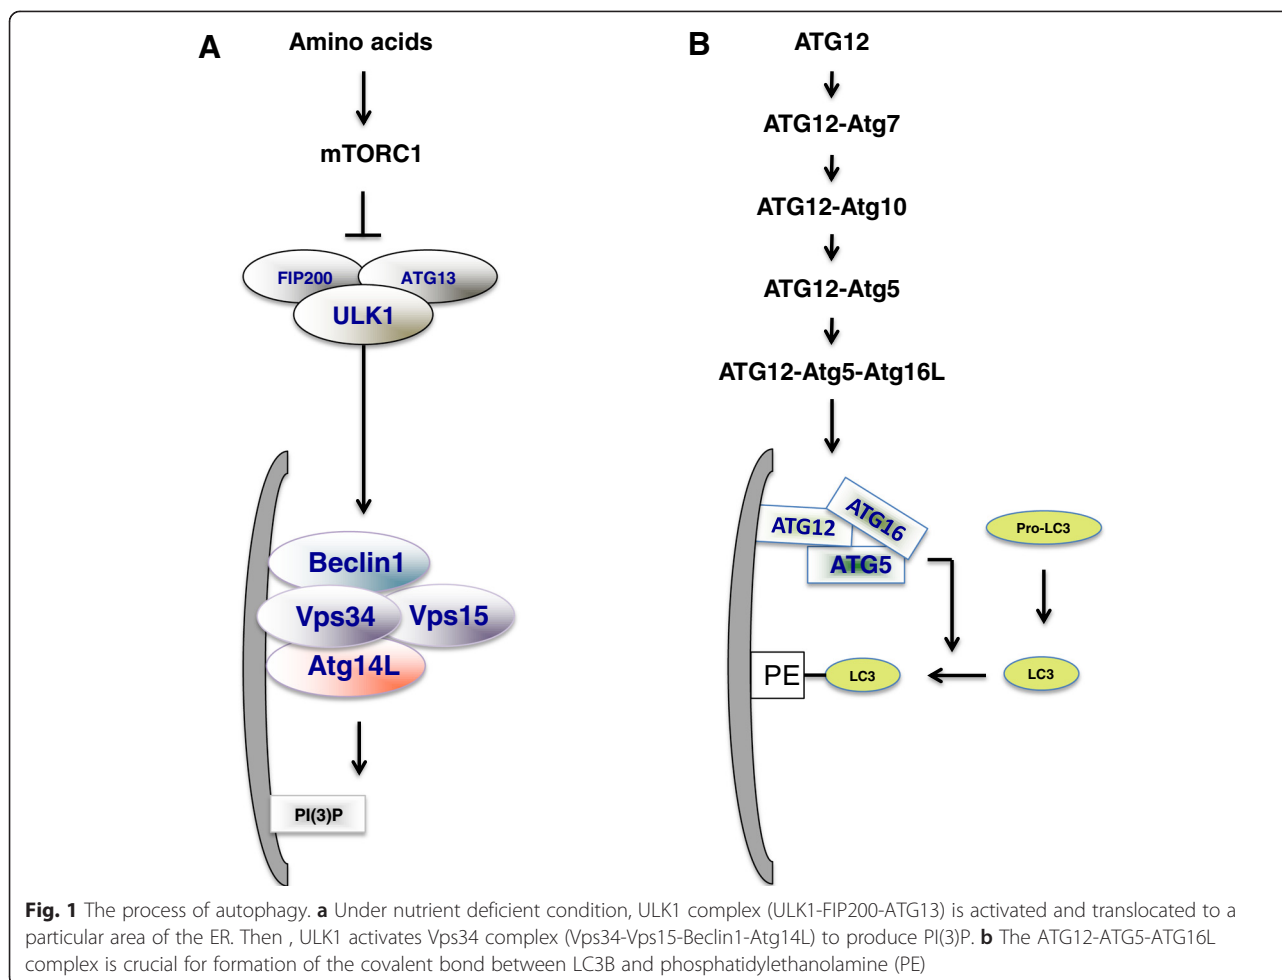 A
Amino acids
mTORC1
FIP200
ATG13
ULK1
Beclin1
Vps34
Vps15
Atg14L
PI(3)P
B
ATG12
ATG12-Atg7
ATG12-Atg10
ATG12-Atg5
ATG12-Atg5-Atg16L
ATG12
ATG16
ATG5
Pro-LC3
PE
LC3
LC3
Fig. 1 The process of autophagy. a Under nutrient deficient condition, ULK1 complex (ULK1-FIP200-ATG13) is activated and translocated to a
particular area of the ER. Then , ULK1 activates Vps34 complex (Vps34-Vps15-Beclin1-Atg14L) to produce PI(3)P. b The ATG12-ATG5-ATG16L
complex is crucial for formation of the covalent bond between LC3B and phosphatidylethanolamine (PE)